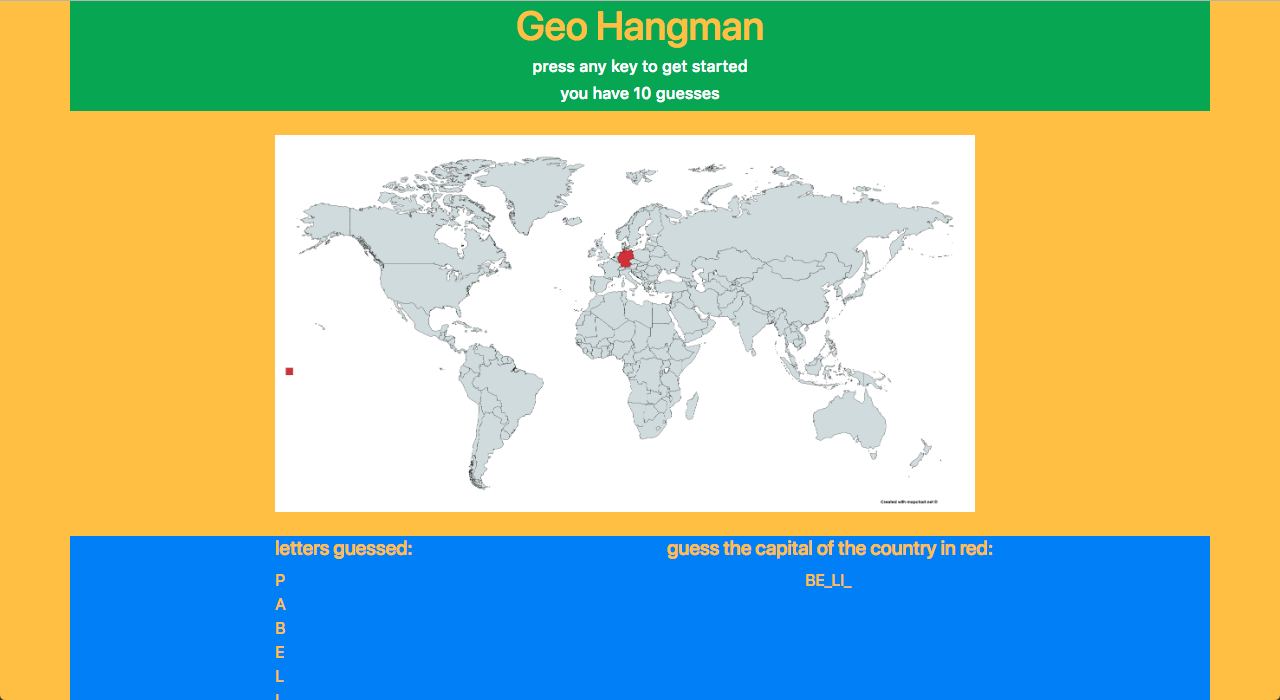 Geo Hangman
press any key to get started
you have 10 guesses
Created with mapchart.net ©
letters guessed:
guess the capital of the country in red:
P
BE_LI_
A
B
E
L